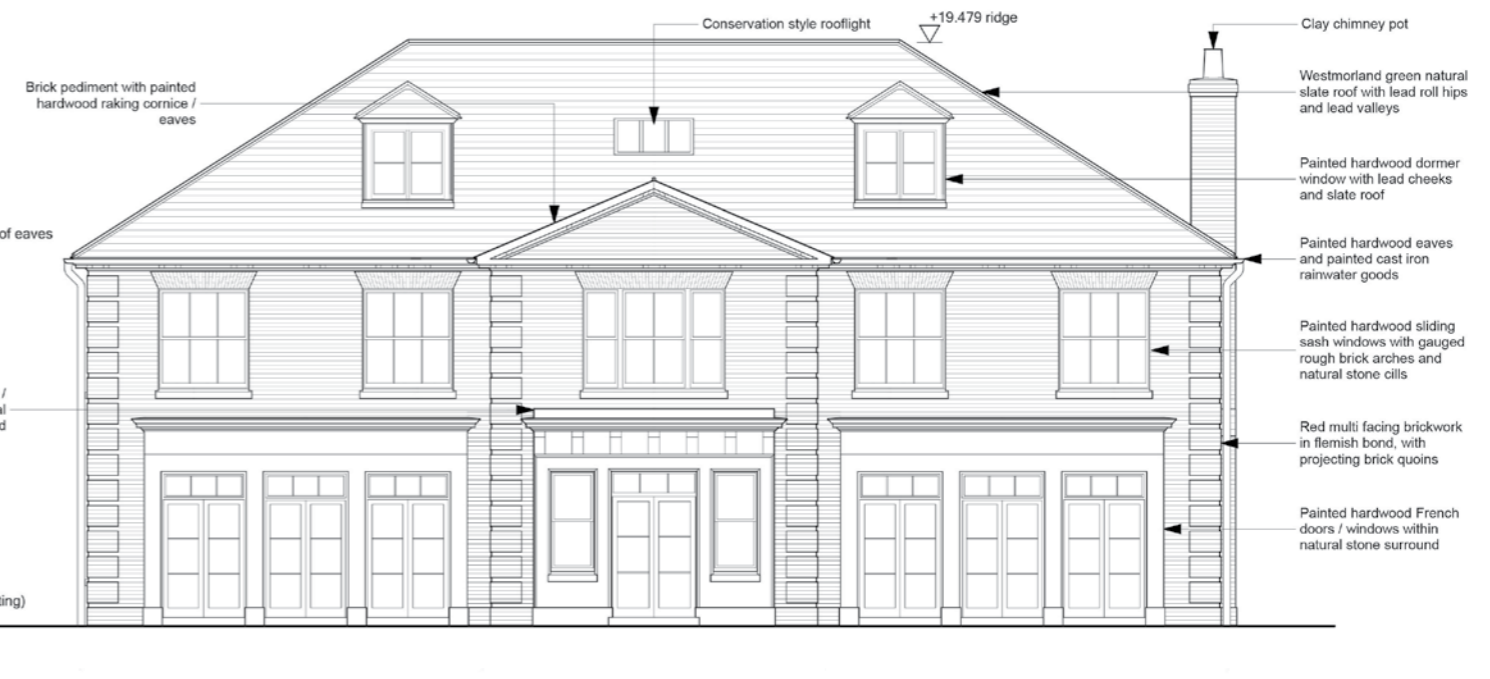 Conservation style rooflight
+19.479 ridge
Clay chimney pot
Brick pediment with painted
hardwood raking cornice /
eaves
Westmorland green natural
slate roof with lead roll hips
and lead valleys
Painted hardwood dormer
window with lead cheeks
and slate roof
of eaves
Painted hardwood eaves
and painted cast iron
rainwater goods
Painted hardwood sliding
sash windows with gauged
rough brick arches and
natural stone cills
/
Red multi facing brickwork
in flemish bond, with
projecting brick quoins
Painted hardwood French
doors / windows within
natural stone surround